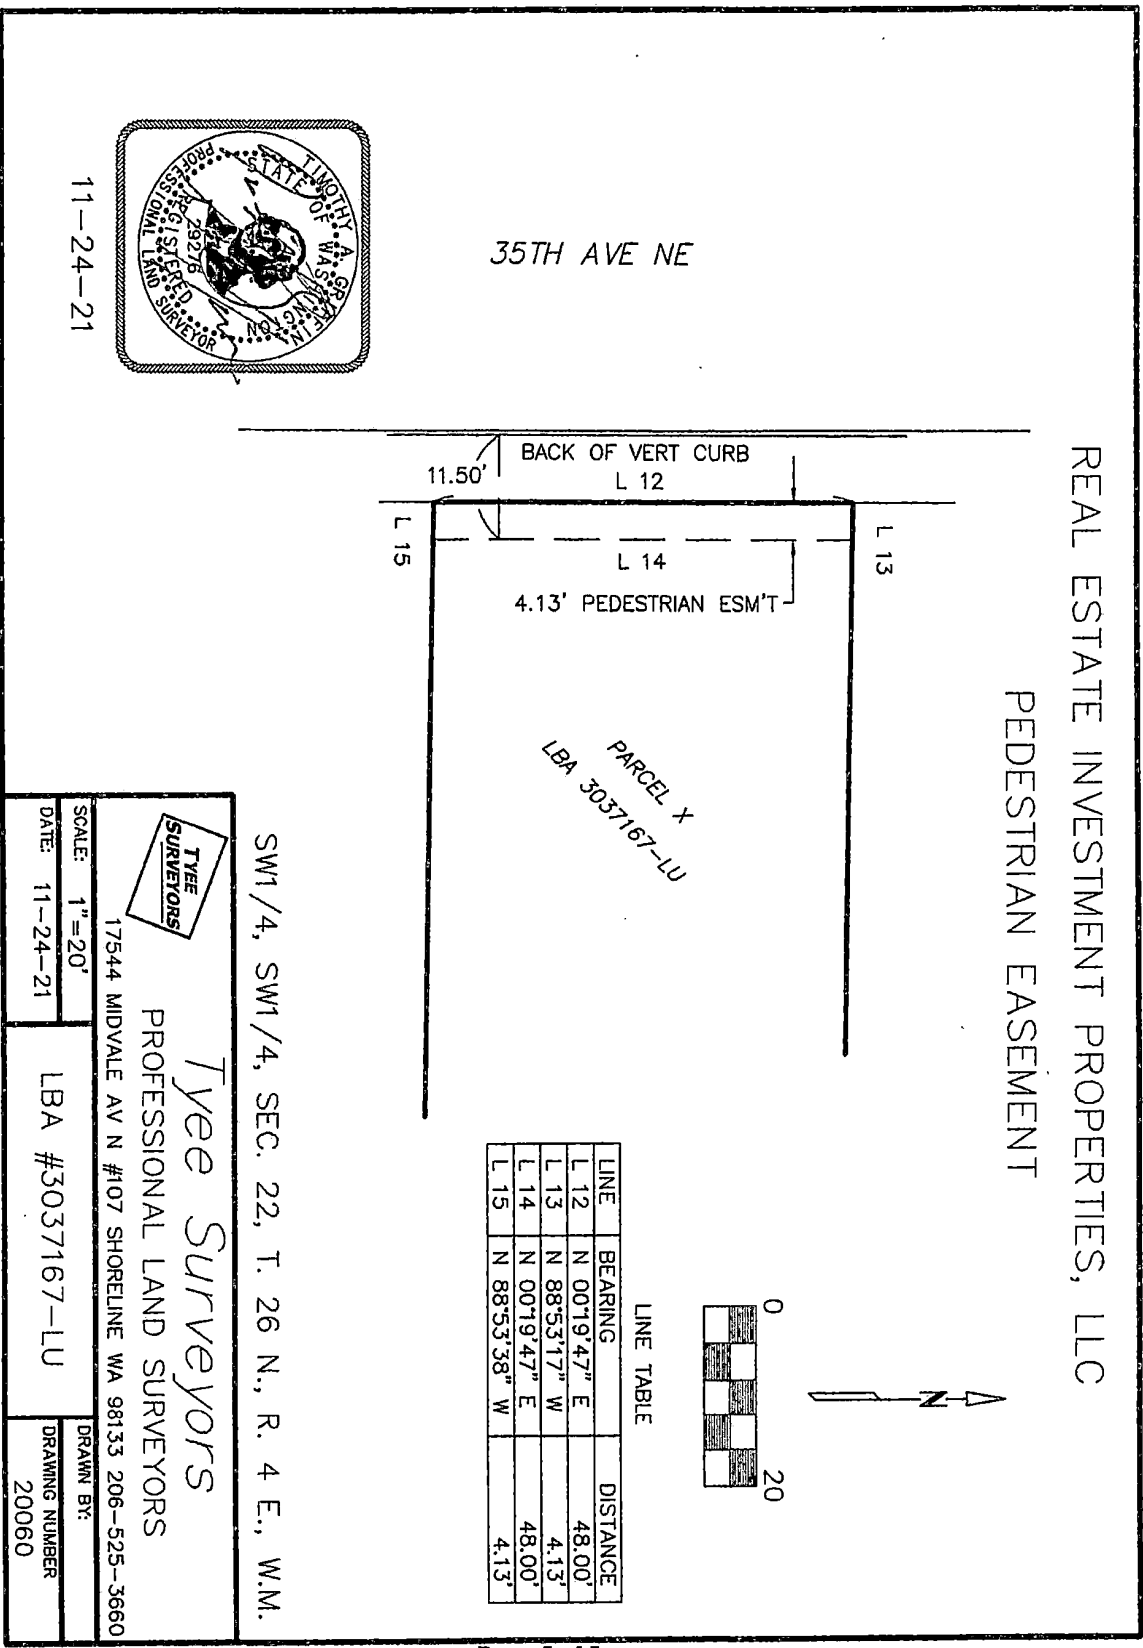 REAL ESTATE INVESTMENT PROPERTIES, LLC
PEDESTRIAN EASEMENT
35TH AVE NE
BACK OF VERT CURB
11.50'
L 12
L 13
L 15
L 14
4.13' PEDESTRIAN ESM'T
PARCEL X
LBA 3037167-LU
N
0 20
LINE TABLE
LINE BEARING DISTANCE
L 12 N 00°19'47" E 48.00'
L 13 N 88°53'17" W 4.13'
L 14 N 00°19'47" E 48.00'
L 15 N 88°53'38" W 4.13'
TIMOTHY A. GRIFFIN
STATE OF WASHINGTON
29276
REGISTERED
PROFESSIONAL LAND SURVEYOR
11-24-21
SW1/4, SW1/4, SEC. 22, T. 26 N., R. 4 E., W.M.
TYEE
SURVEYORS
Tyee Surveyors
PROFESSIONAL LAND SURVEYORS
17544 MIDVALE AV N #107 SHORELINE WA 98133 206-525-3660
SCALE: 1"=20'
DATE: 11-24-21
LBA #3037167-LU
DRAWN BY:
DRAWING NUMBER
20060